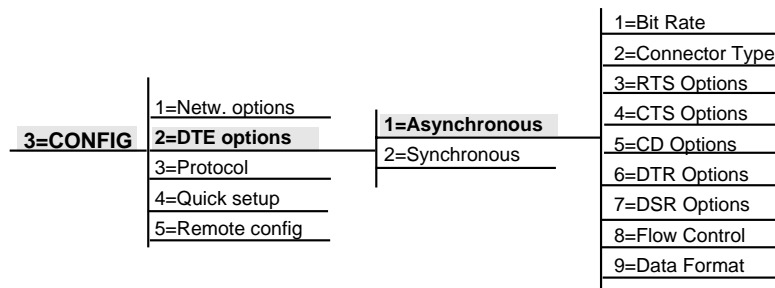 3=CONFIG
1=Netw. options
2=DTE options
3=Protocol
4=Quick setup
5=Remote config
1=Asynchronous
2=Synchronous
1=Bit Rate
2=Connector Type
3=RTS Options
4=CTS Options
5=CD Options
6=DTR Options
7=DSR Options
8=Flow Control
9=Data Format